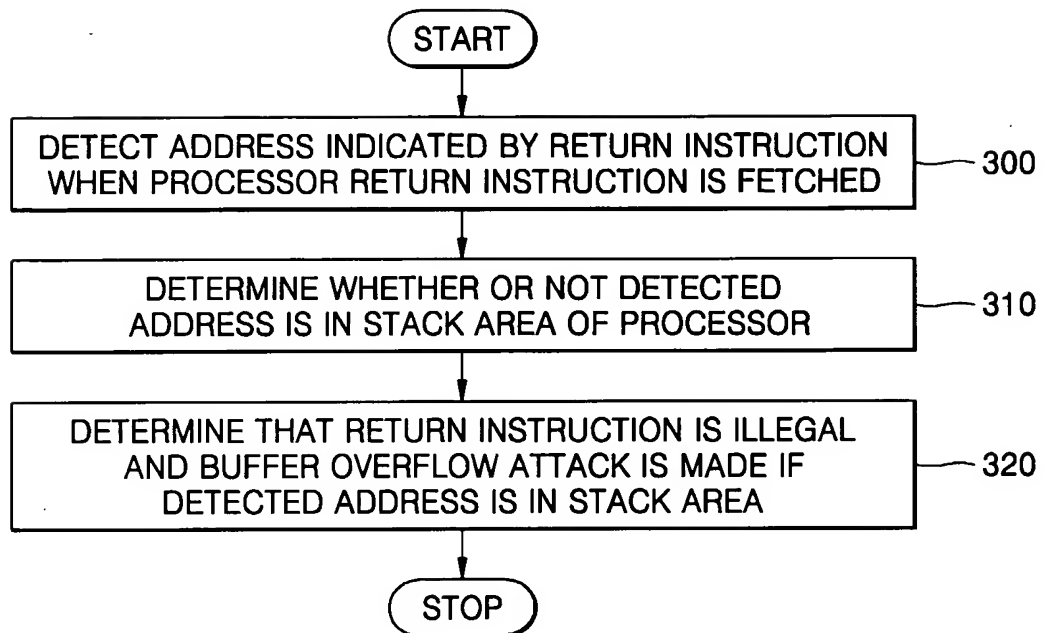 START
DETECT ADDRESS INDICATED BY RETURN INSTRUCTION
WHEN PROCESSOR RETURN INSTRUCTION IS FETCHED
300
DETERMINE WHETHER OR NOT DETECTED
ADDRESS IS IN STACK AREA OF PROCESSOR
310
DETERMINE THAT RETURN INSTRUCTION IS ILLEGAL
AND BUFFER OVERFLOW ATTACK IS MADE IF
DETECTED ADDRESS IS IN STACK AREA
320
STOP